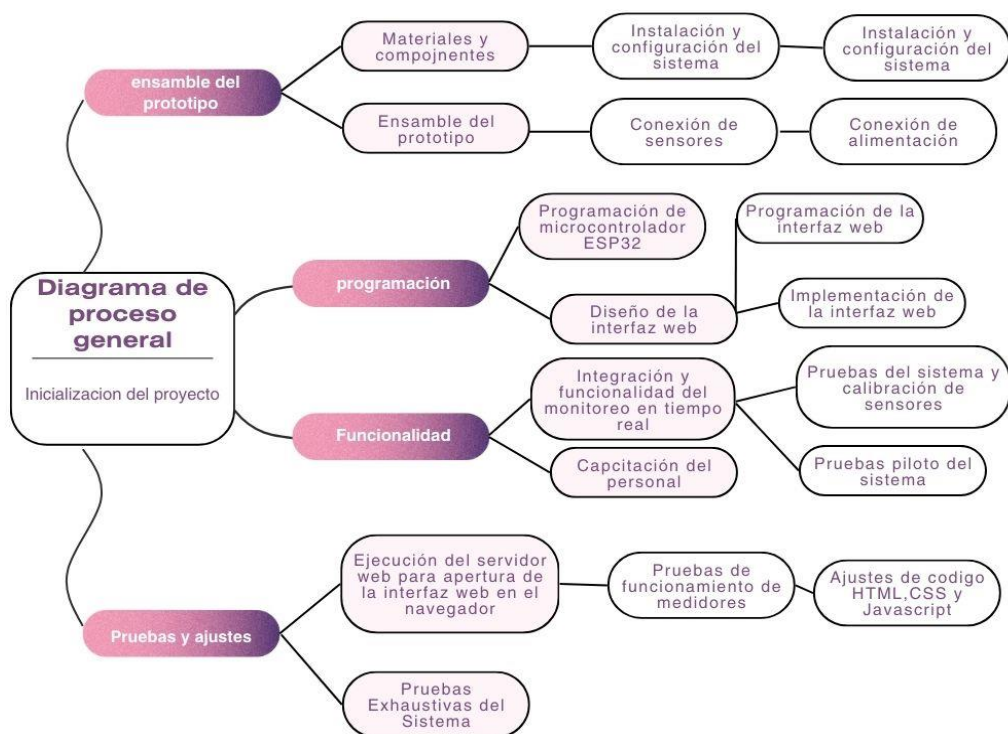 Diagrama de
proceso
general
Inicializacion del proyecto
ensamble del
prototipo
Materiales y
compojnentes
Instalación y
configuración del
sistema
Instalación y
configuración del
sistema
Ensamble del
prototipo
Conexión de
sensores
Conexión de
alimentación
programación
Programación de
microcontrolador
ESP32
Diseño de la
interfaz web
Programación de la
interfaz web
Implementación de
la interfaz web
Funcionalidad
Integración y
funcionalidad del
monitoreo en tiempo
real
Pruebas del sistema y
calibración de
sensores
Pruebas piloto del
sistema
Capcitación del
personal
Pruebas y ajustes
Ejecución del servidor
web para apertura de
la interfaz web en el
navegador
Pruebas de
funcionamiento de
medidores
Ajustes de codigo
HTML,CSS y
Javascript
Pruebas
Exhaustivas del
Sistema